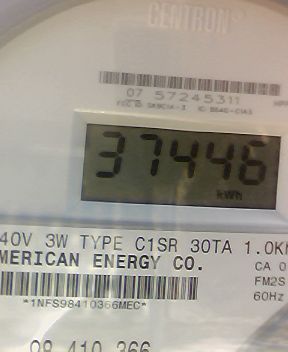 CENTRON®
07 57245311
37446
kWh
40V 3W TYPE C1SR 30TA 1.0K
MERICAN ENERGY CO.
CA 0
FM2S
60Hz
*1NFS98410366MEC*
98 410 366